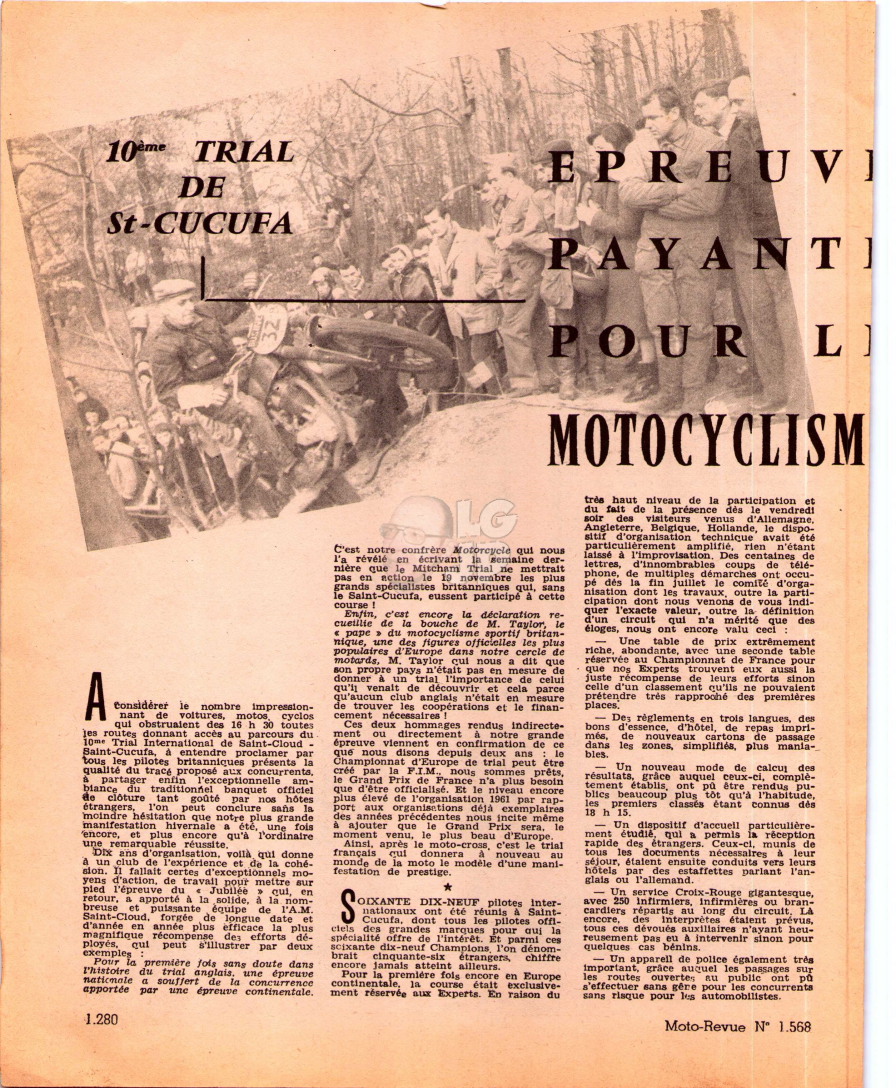 10ème TRIAL
DE
St-CUCUFA
EPREUVE
PAYANTE
POUR L
MOTOCYCLISM
A considérer le nombre impression-
nant de voitures, motos, cyclos
qui obstruaient dès 16 h 30 toutes
les routes donnant accès au parcours du
10me Trial International de Saint-Cloud -
Saint-Cucufa, à entendre proclamer par
tous les pilotes britanniques présents la
qualité du tracé proposé aux concurrents,
à partager enfin l'exceptionnelle am-
biance du traditionnel banquet officiel
de clôture tant goûté par nos hôtes
étrangers, l'on peut conclure sans la
moindre hésitation que notre plus grande
manifestation hivernale a été, une fois
encore, et plus encore qu'à l'ordinaire
une remarquable réussite.
Dix ans d'organisation, voilà qui donne
à un club de l'expérience et de la cohé-
sion. Il fallait certes d'exceptionnels mo-
yens d'action, de travail pour mettre sur
pied l'épreuve du « Jubilé » qui, en
retour, a apporté à la solide, à la nom-
breuse et puissante équipe de l'A.M.
Saint-Cloud, forgée de longue date et
d'année en année plus efficace la plus
magnifique récompense des efforts dé-
ployés, qui peut s'illustrer par deux
exemples :
Pour la première fois sans doute dans
l'histoire du trial anglais, une épreuve
nationale a souffert de la concurrence
apportée par une épreuve continentale.
C'est notre confrère Motorcycle qui nous
l'a révélé en écrivant la semaine der-
nière que le Mitcham Trial ne mettrait
pas en action le 19 novembre les plus
grands spécialistes britanniques qui, sans
le Saint-Cucufa, eussent participé à cette
course !
Enfin, c'est encore la déclaration re-
cueillie de la bouche de M. Taylor, le
« pape » du motocyclisme sportif britan-
nique, une des figures officielles les plus
populaires d'Europe dans notre cercle de
motards, M. Taylor qui nous a dit que
son propre pays n'était pas en mesure de
donner à un trial l'importance de celui
qu'il venait de découvrir et cela parce
qu'aucun club anglais n'était en mesure
de trouver les coopérations et le finan-
cement nécessaires !
Ces deux hommages rendus indirecte-
ment ou directement à notre grande
épreuve viennent en confirmation de ce
que nous disons depuis deux ans : le
Championnat d'Europe de trial peut être
créé par la F.I.M., nous sommes prêts,
le Grand Prix de France n'a plus besoin
que d'être officialisé. Et le niveau encore
plus élevé de l'organisation 1961 par rap-
port aux organisations déjà exemplaires
des années précédentes nous incite même
à ajouter que le Grand Prix sera, le
moment venu, le plus beau d'Europe.
Ainsi, après le moto-cross, c'est le trial
français qui donnera à nouveau au
monde de la moto le modèle d'une mani-
festation de prestige.
★
SOIXANTE DIX-NEUF pilotes inter-
nationaux ont été réunis à Saint-
Cucufa, dont tous les pilotes offi-
ciels des grandes marques pour qui la
spécialité offre de l'intérêt. Et parmi ces
soixante dix-neuf Champions, l'on dénom-
brait cinquante-six étrangers, chiffre
encore jamais atteint ailleurs.
Pour la première fois encore en Europe
continentale, la course était exclusive-
ment réservée aux Experts. En raison du
très haut niveau de la participation et
du fait de la présence dès le vendredi
soir des visiteurs venus d'Allemagne,
Angleterre, Belgique, Hollande, le dispo-
sitif d'organisation technique avait été
particulièrement amplifié, rien n'étant
laissé à l'improvisation. Des centaines de
lettres, d'innombrables coups de télé-
phone, de multiples démarches ont occu-
pé dès la fin juillet le comité d'orga-
nisation dont les travaux, outre la parti-
cipation dont nous venons de vous indi-
quer l'exacte valeur, outre la définition
d'un circuit qui n'a mérité que des
éloges, nous ont encore valu ceci :
— Une table de prix extrêmement
riche, abondante, avec une seconde table
réservée au Championnat de France pour
que nos Experts trouvent eux aussi la
juste récompense de leurs efforts sinon
celle d'un classement qu'ils ne pouvaient
prétendre très rapproché des premières
places.
— Des règlements en trois langues, des
bons d'essence, d'hôtel, de repas impri-
més, de nouveaux cartons de passage
dans les zones, simplifiés, plus mania-
bles.
— Un nouveau mode de calcul des
résultats, grâce auquel ceux-ci, complè-
tement établis, ont pû être rendus pu-
blics beaucoup plus tôt qu'à l'habitude,
les premiers classés étant connus dès
18 h 15.
— Un dispositif d'accueil particulière-
ment étudié, qui a permis la réception
rapide des étrangers. Ceux-ci, munis de
tous les documents nécessaires à leur
séjour, étaient ensuite conduits vers leurs
hôtels par des estaffettes parlant l'an-
glais ou l'allemand.
— Un service Croix-Rouge gigantesque,
avec 250 infirmiers, infirmières ou bran-
cardiers répartis au long du circuit. Là
encore, des interprètes étaient prévus,
tous ces dévoués auxiliaires n'ayant heu-
reusement pas eu à intervenir sinon pour
quelques cas bénins.
— Un appareil de police également très
important, grâce auquel les passages sur
les routes ouvertes au public ont pû
s'effectuer sans gêne pour les concurrents
sans risque pour les automobilistes.
32
LG
1.280
Moto-Revue N° 1.568